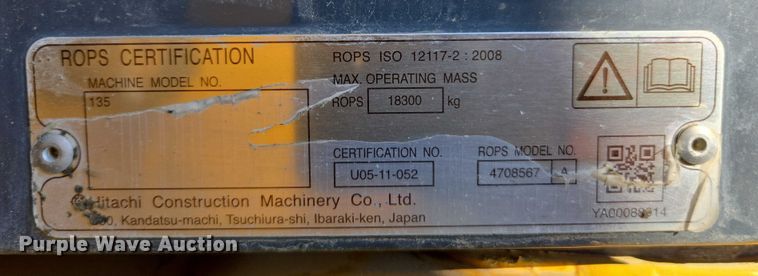 ROPS CERTIFICATION
MACHINE MODEL NO.
135
ROPS ISO 12117-2 : 2008
MAX. OPERATING MASS
ROPS 18300 kg
CERTIFICATION NO.
U05-11-052
ROPS MODEL NO.
4708567 A
Hitachi Construction Machinery Co., Ltd.
Kandatsu-machi, Tsuchiura-shi, Ibaraki-ken, Japan
Purple Wave Auction